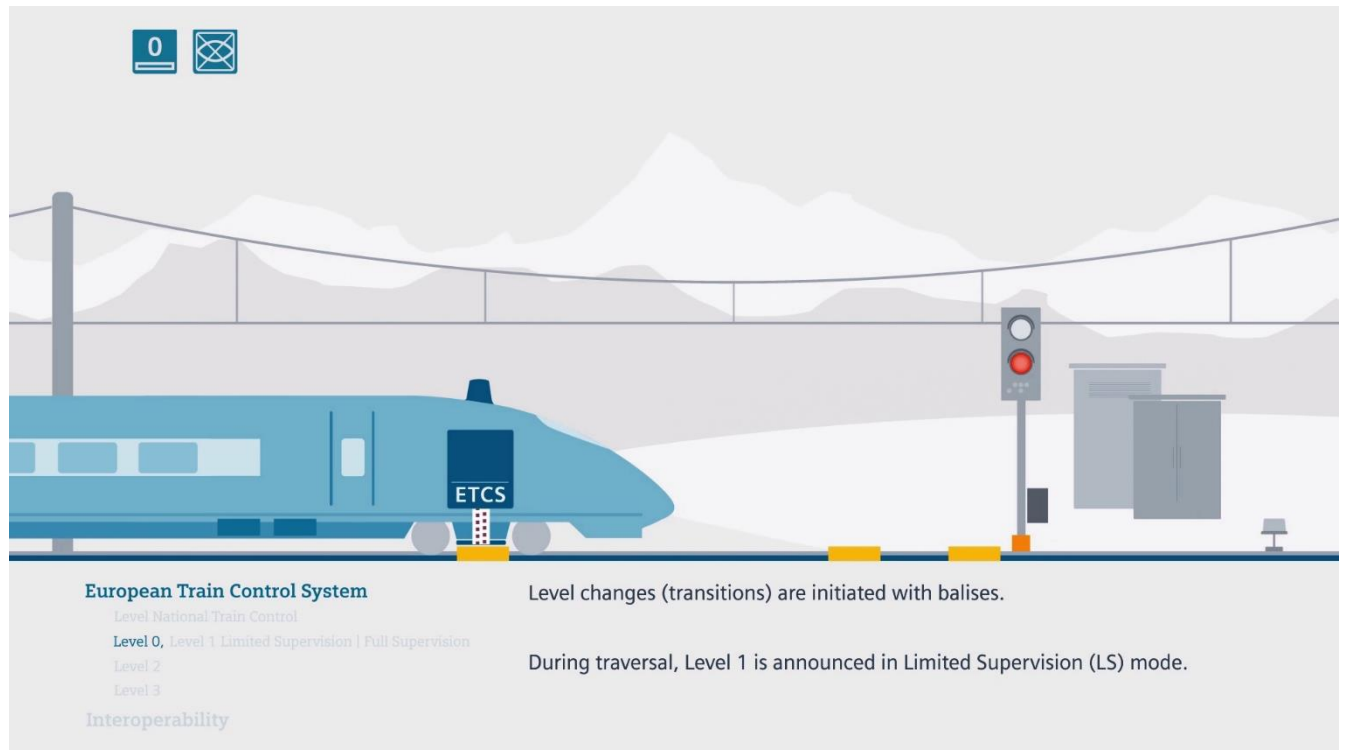 0
ETCS
European Train Control System
Level National Train Control
Level 0, Level 1 Limited Supervision | Full Supervision
Level 2
Level 3
Interoperability
Level changes (transitions) are initiated with balises.
During traversal, Level 1 is announced in Limited Supervision (LS) mode.